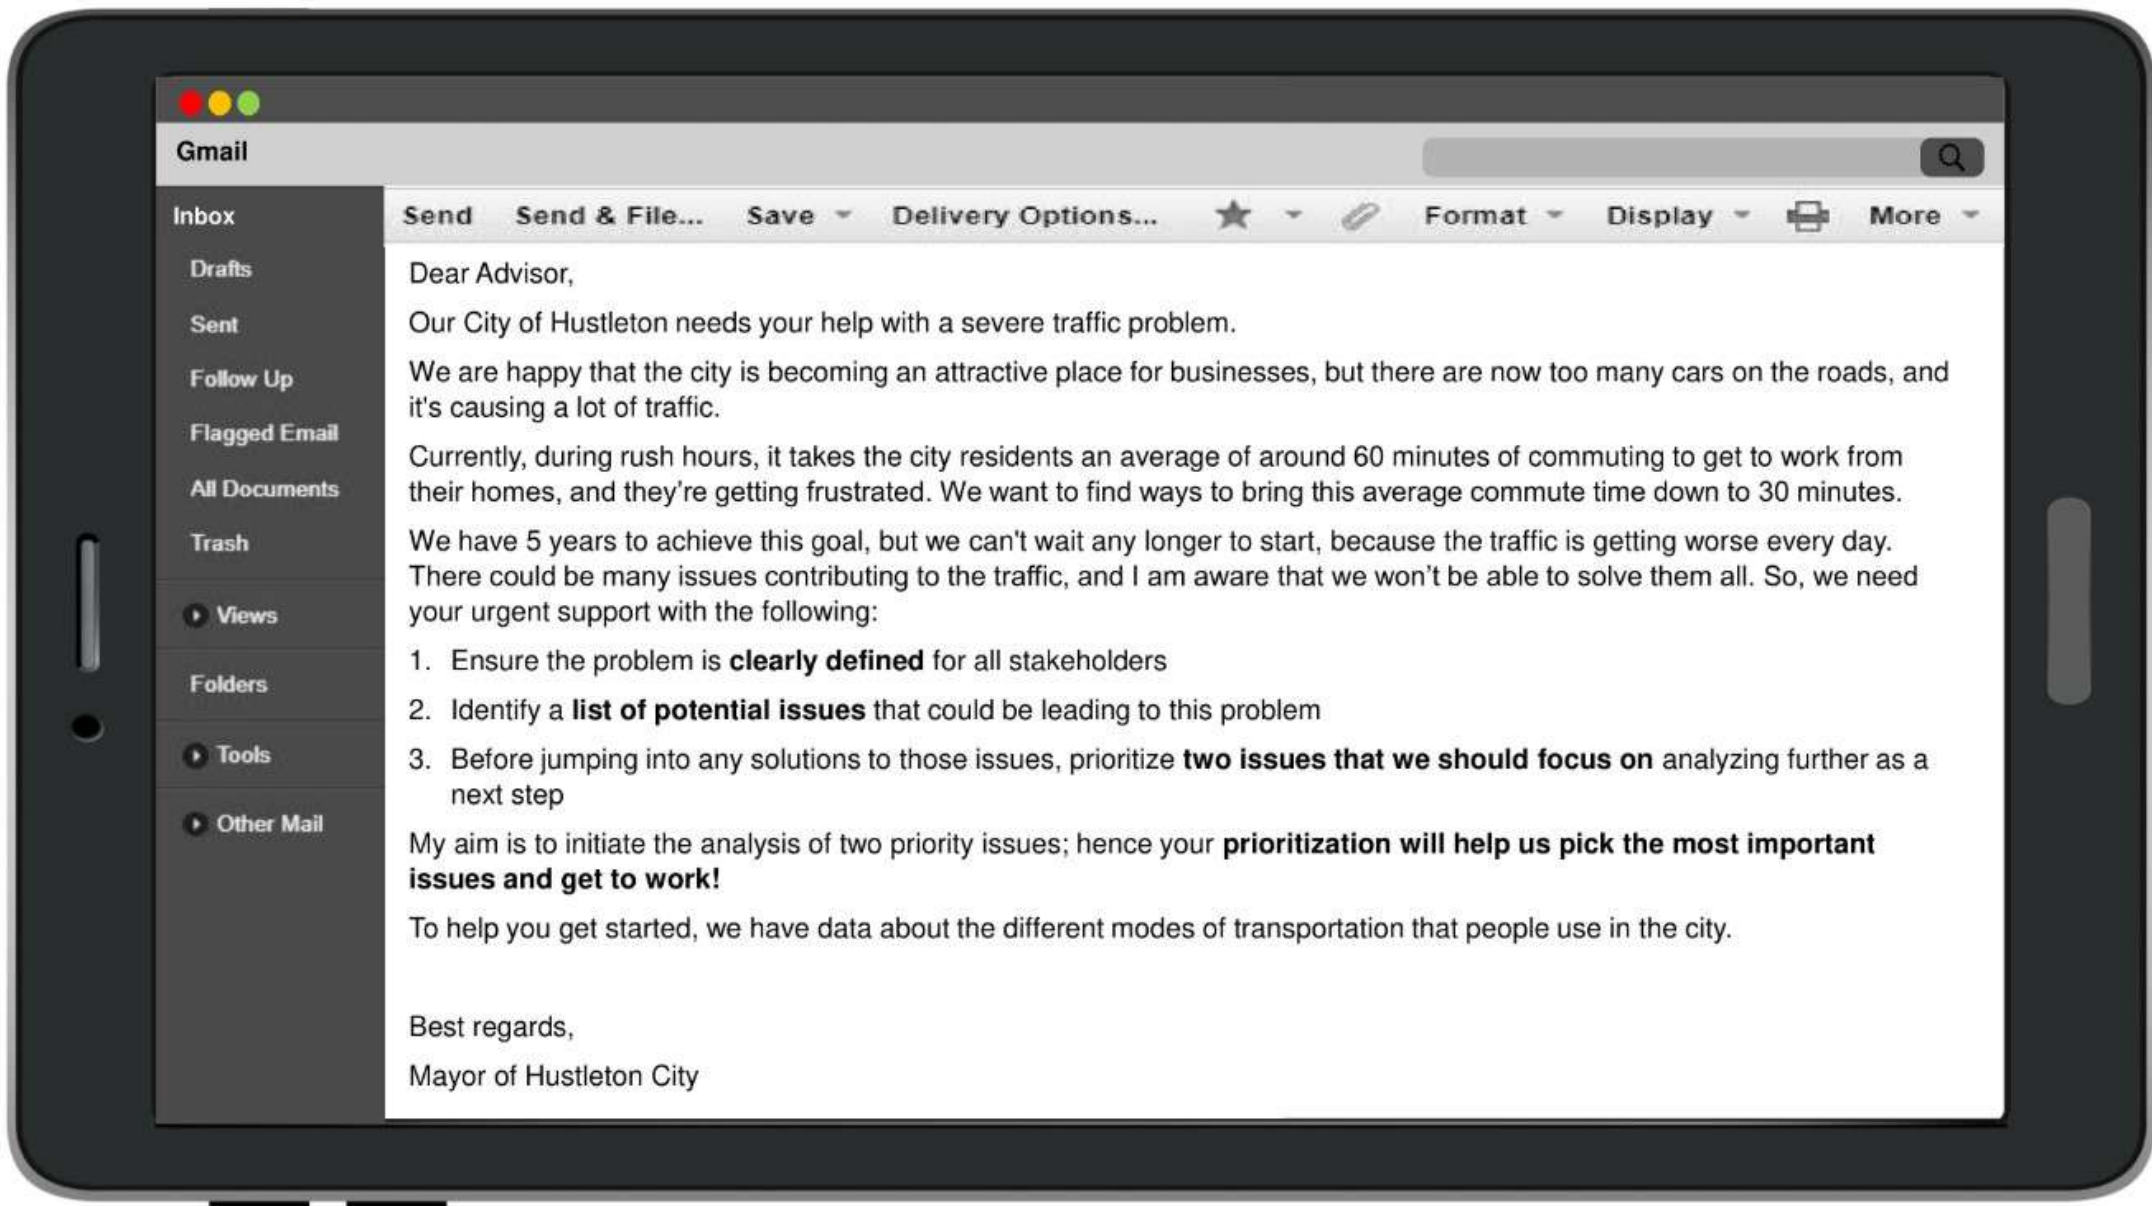 Gmail
Inbox
Drafts
Sent
Follow Up
Flagged Email
All Documents
Trash
Views
Folders
Tools
Other Mail
Send Send & File... Save Delivery Options... Format Display More
Dear Advisor,
Our City of Hustleton needs your help with a severe traffic problem.
We are happy that the city is becoming an attractive place for businesses, but there are now too many cars on the roads, and
it's causing a lot of traffic.
Currently, during rush hours, it takes the city residents an average of around 60 minutes of commuting to get to work from
their homes, and they're getting frustrated. We want to find ways to bring this average commute time down to 30 minutes.
We have 5 years to achieve this goal, but we can't wait any longer to start, because the traffic is getting worse every day.
There could be many issues contributing to the traffic, and I am aware that we won’t be able to solve them all. So, we need
your urgent support with the following:
1. Ensure the problem is clearly defined for all stakeholders
2. Identify a list of potential issues that could be leading to this problem
3. Before jumping into any solutions to those issues, prioritize two issues that we should focus on analyzing further as a
next step
My aim is to initiate the analysis of two priority issues; hence your prioritization will help us pick the most important
issues and get to work!
To help you get started, we have data about the different modes of transportation that people use in the city.
Best regards,
Mayor of Hustleton City